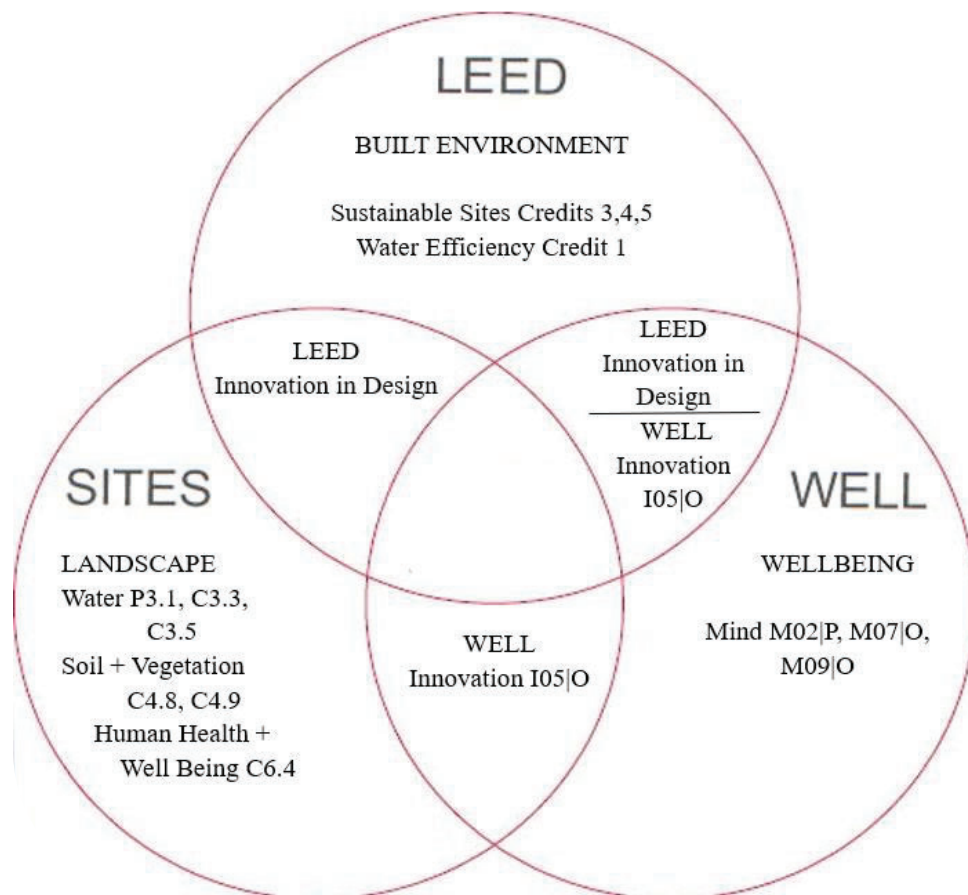 LEED
BUILT ENVIRONMENT
Sustainable Sites Credits 3,4,5
Water Efficiency Credit 1
LEED
Innovation in Design
LEED
Innovation in
Design
WELL
Innovation
I05|O
SITES
LANDSCAPE
Water P3.1, C3.3,
C3.5
Soil + Vegetation
C4.8, C4.9
Human Health +
Well Being C6.4
WELL
Innovation I05|O
WELL
WELLBEING
Mind M02|P, M07|O,
M09|O